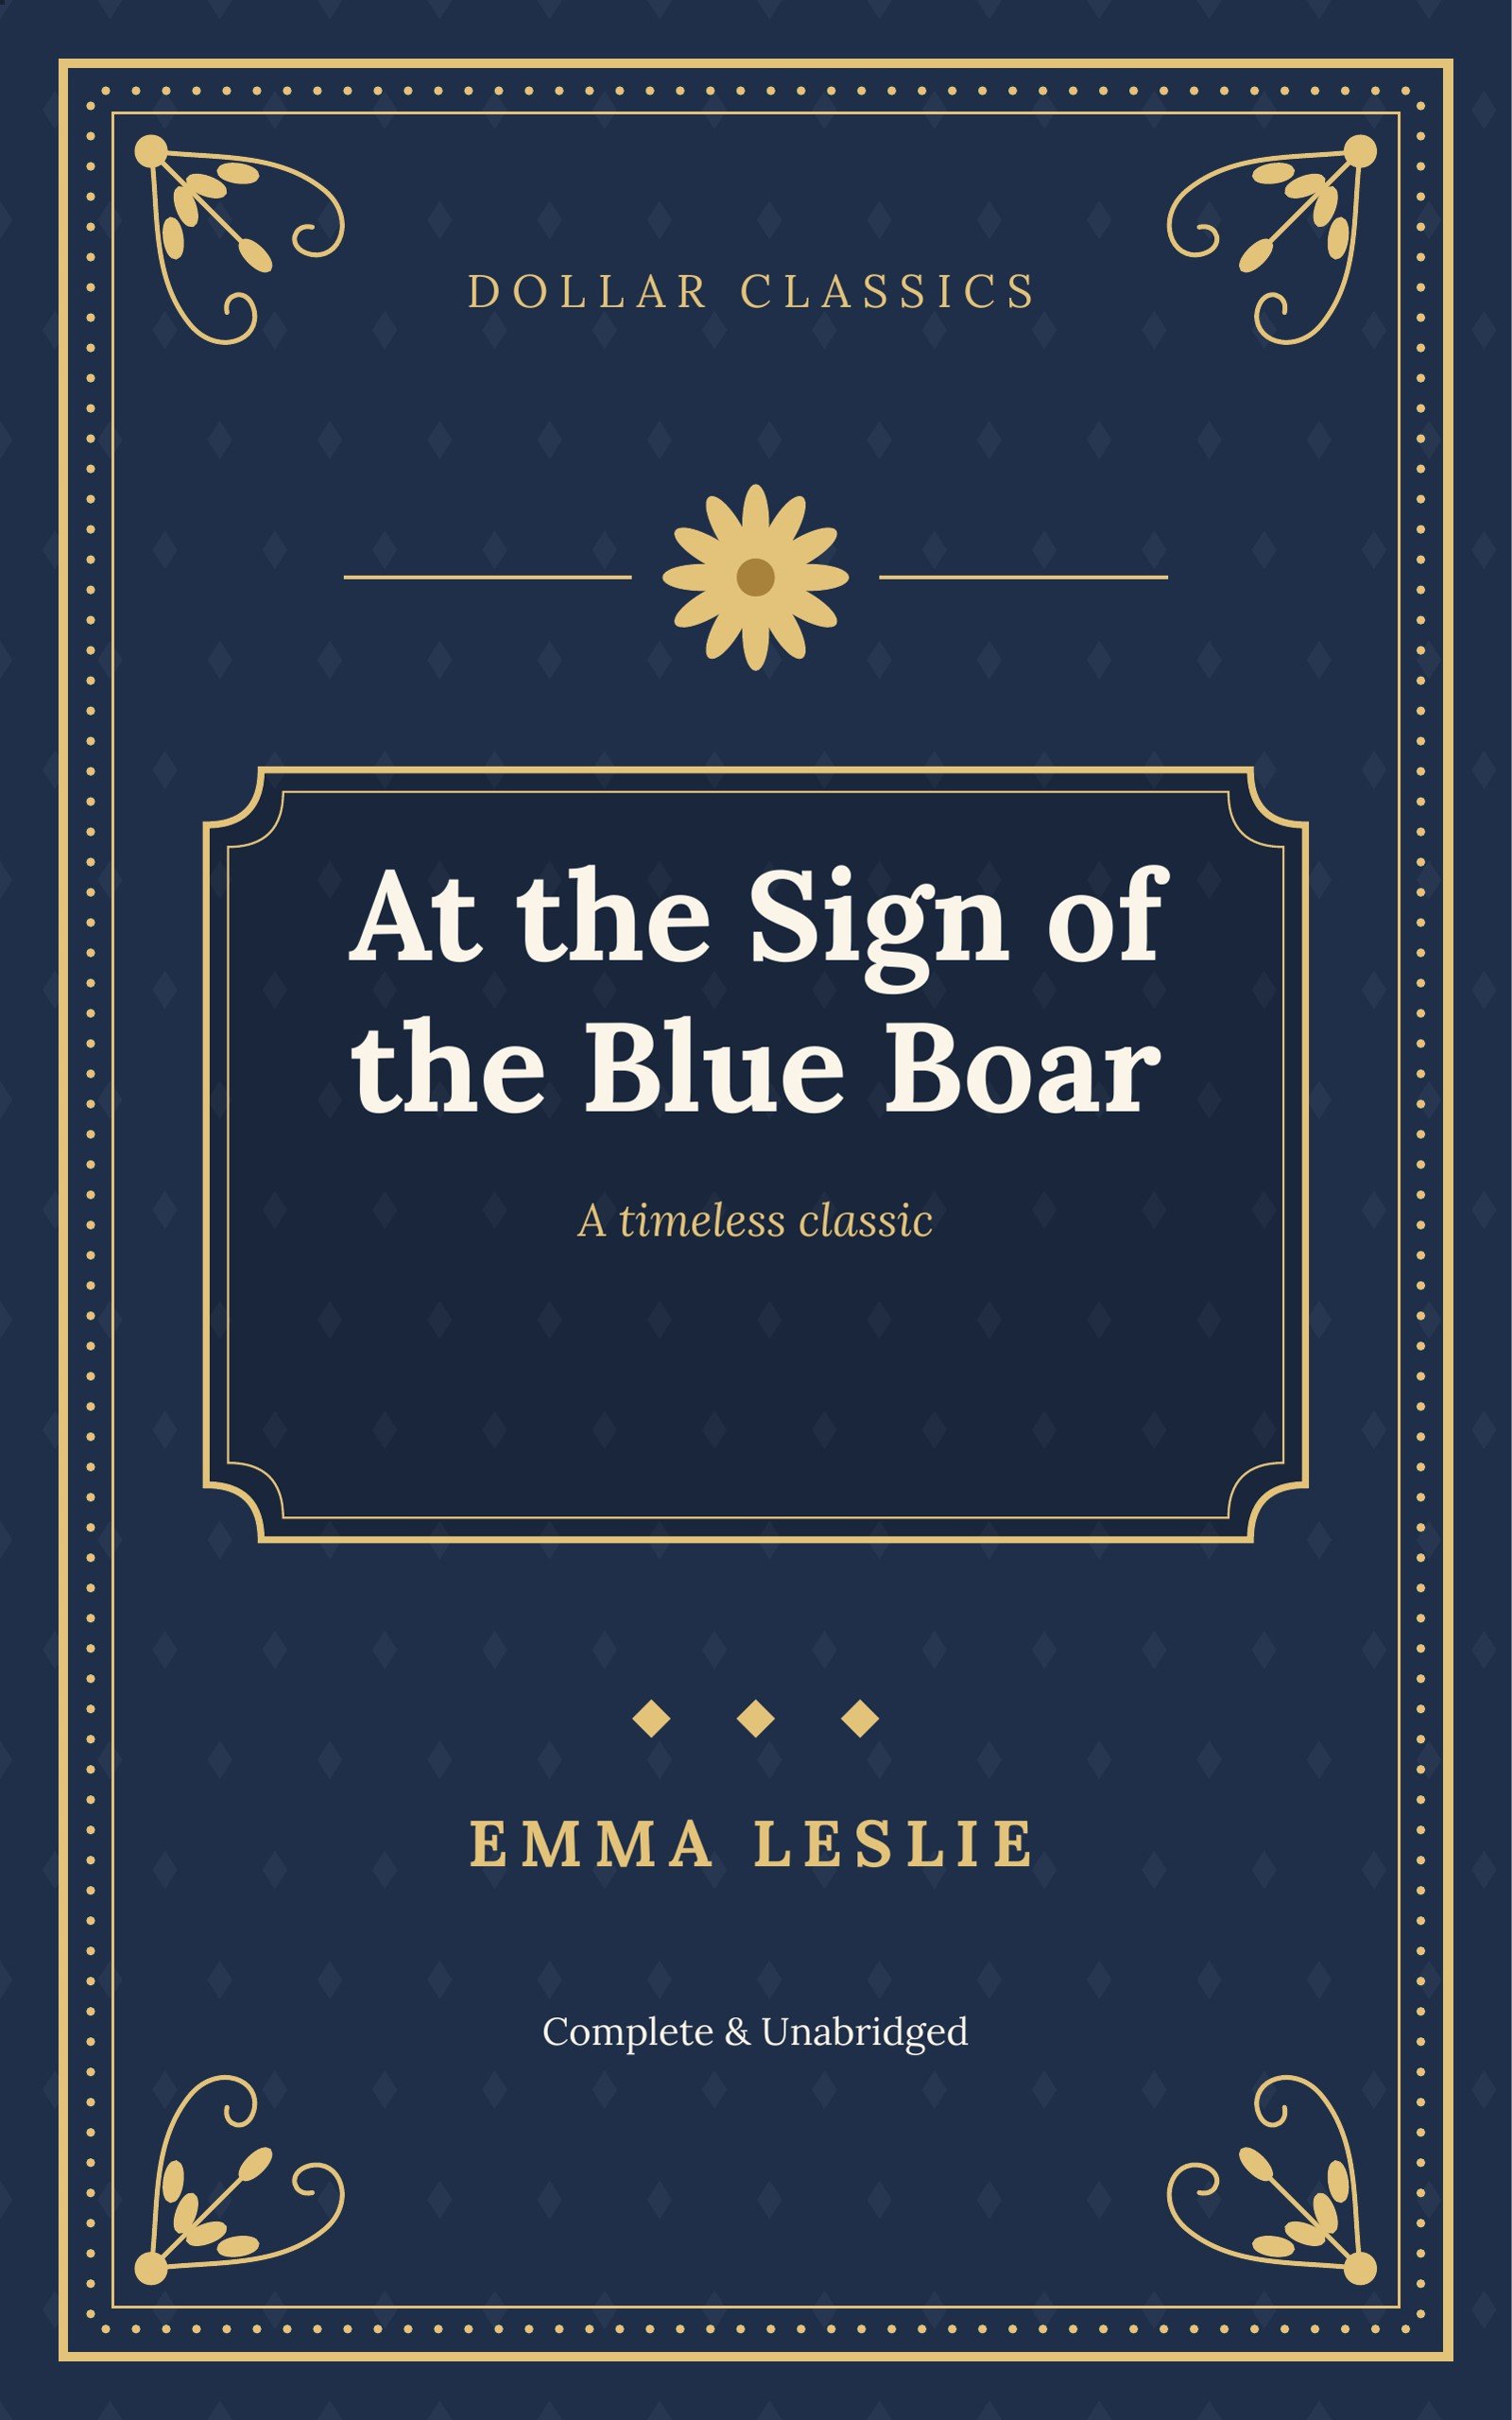 DOLLAR CLASSICS
At the Sign of
the Blue Boar
A timeless classic
EMMA LESLIE
Complete & Unabridged